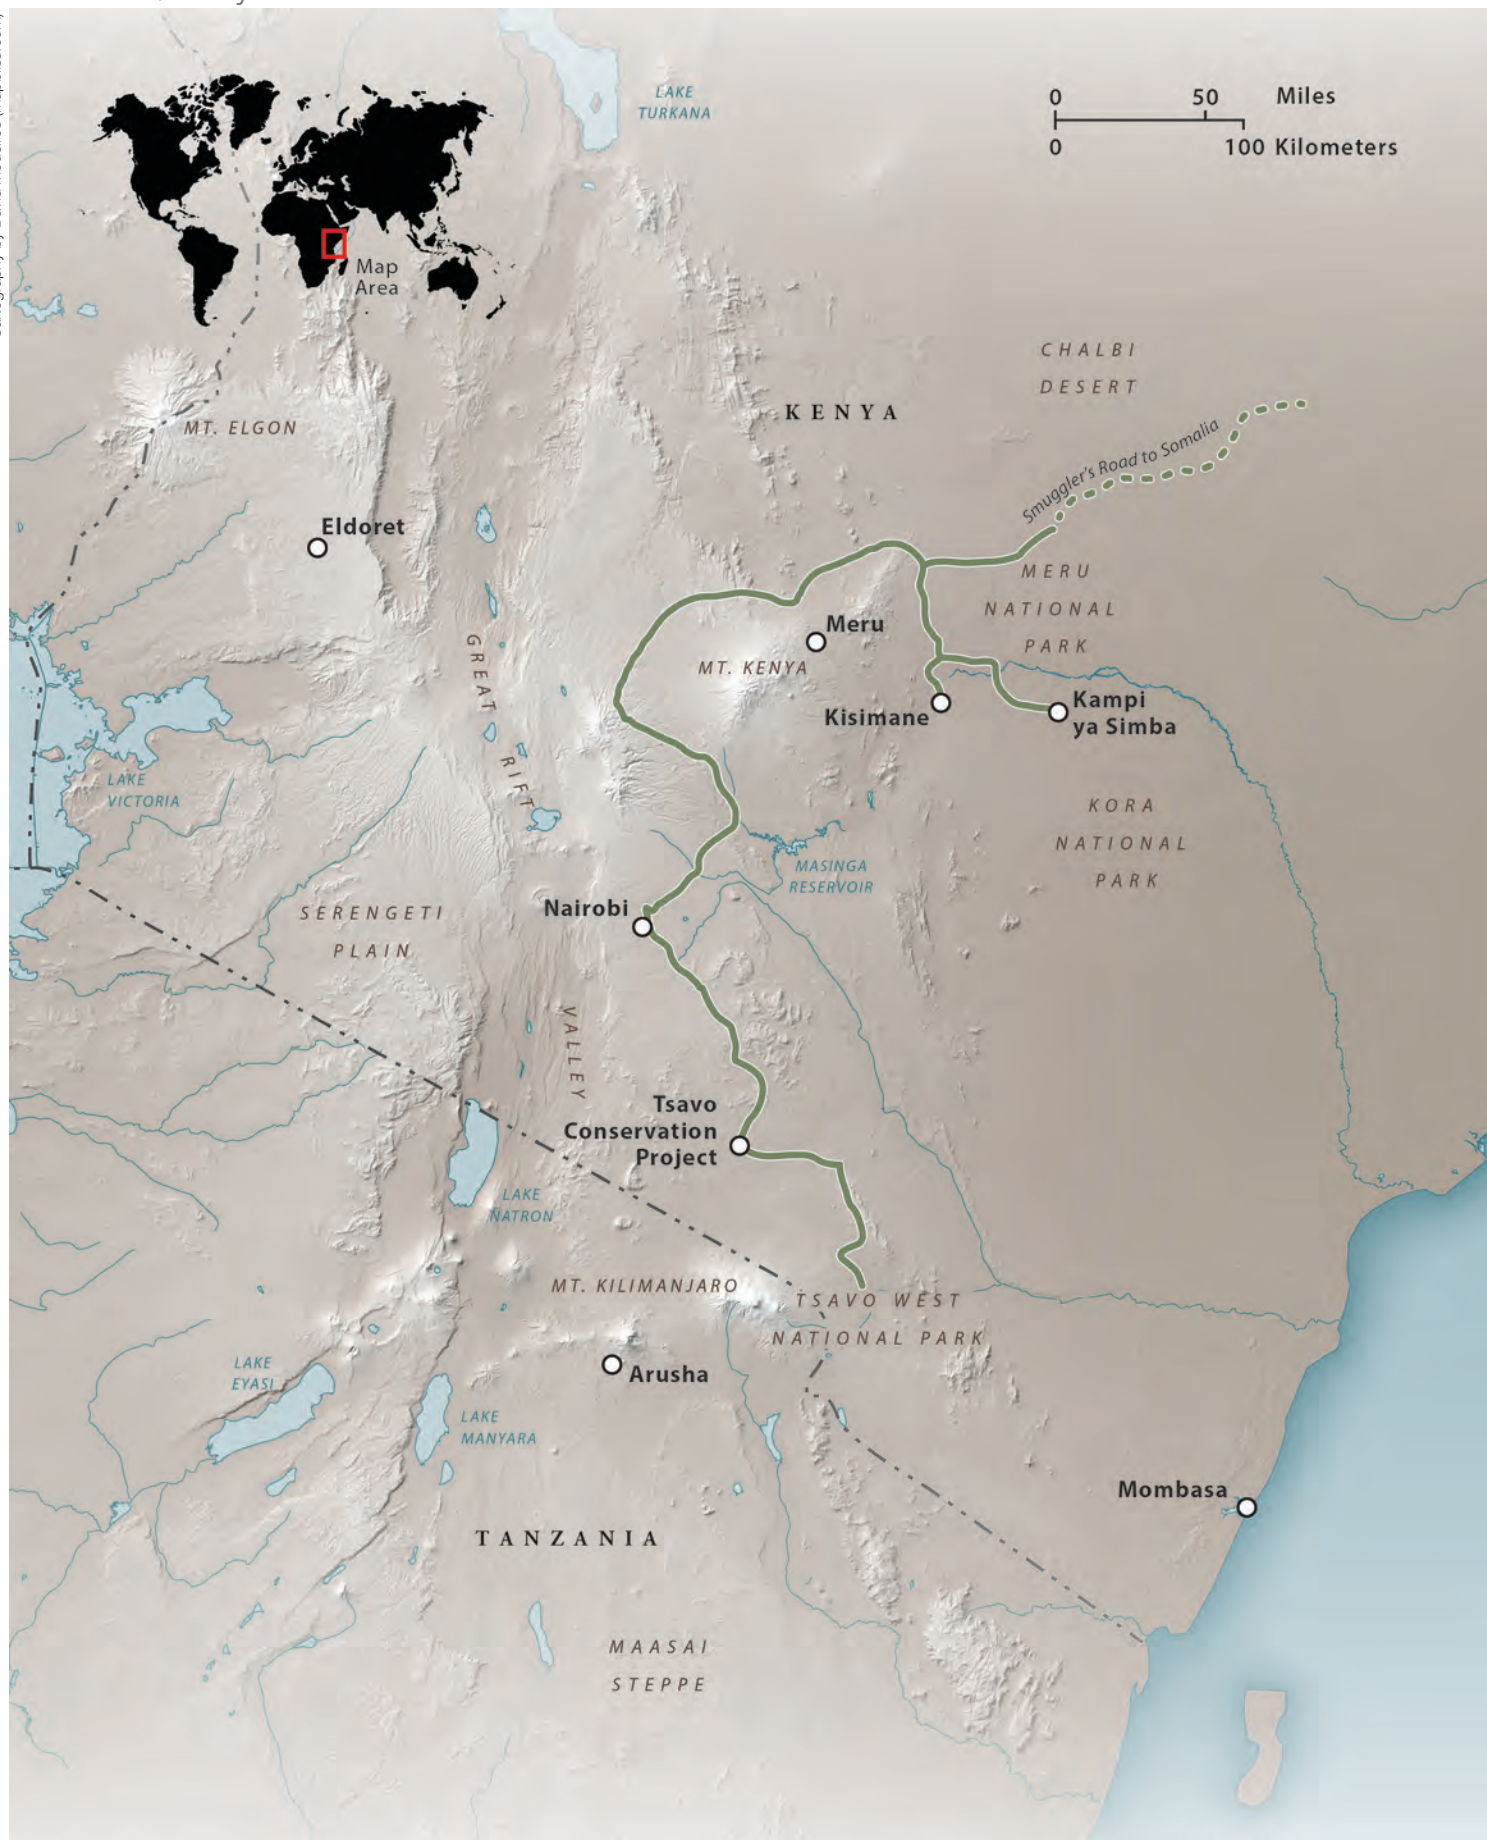 LAKE
TURKANA
0 50 Miles
0 100 Kilometers
Map
Area
CHALBI
DESERT
KENYA
MT. ELGON
Smuggler's Road to Somalia
Eldoret
MERU
NATIONAL
PARK
Meru
MT. KENYA
GREAT
RIFT
VALLEY
Kisimane
Kampi
ya Simba
LAKE
VICTORIA
KORA
NATIONAL
PARK
MASINGA
RESERVOIR
Nairobi
SERENGETI
PLAIN
Tsavo
Conservation
Project
LAKE
NATRON
MT. KILIMANJARO
TSAVO WEST
NATIONAL PARK
LAKE
EYASI
Arusha
LAKE
MANYARA
Mombasa
TANZANIA
MAASAI
STEPPE